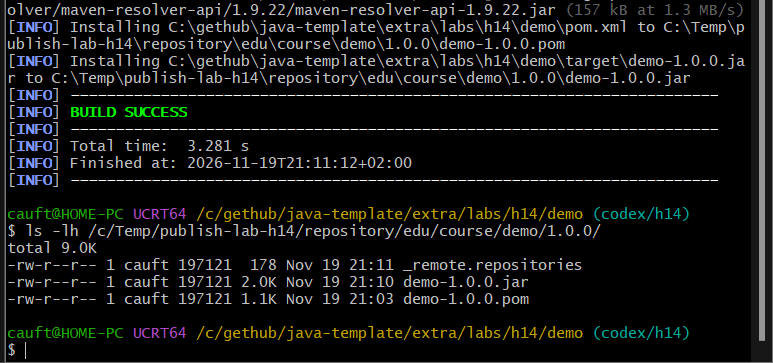 olver/maven-resolver-api/1.9.22/maven-resolver-api-1.9.22.jar (157 kB at 1.3 MB/s)
[INFO] Installing C:\gethub\java-template\extra\labs\h14\demo\pom.xml to C:\Temp\p
ublish-lab-h14\repository\edu\course\demo\1.0.0\demo-1.0.0.pom
[INFO] Installing C:\gethub\java-template\extra\labs\h14\demo\target\demo-1.0.0.ja
r to C:\Temp\publish-lab-h14\repository\edu\course\demo\1.0.0\demo-1.0.0.jar
[INFO] ------------------------------------------------------------------------
[INFO] BUILD SUCCESS
[INFO] ------------------------------------------------------------------------
[INFO] Total time:  3.281 s
[INFO] Finished at: 2026-11-19T21:11:12+02:00
[INFO] ------------------------------------------------------------------------
cauft@HOME-PC UCRT64 /c/gethub/java-template/extra/labs/h14/demo (codex/h14)
$ ls -lh /c/Temp/publish-lab-h14/repository/edu/course/demo/1.0.0/
total 9.0K
-rw-r--r-- 1 cauft 197121  178 Nov 19 21:11 _remote.repositories
-rw-r--r-- 1 cauft 197121 2.0K Nov 19 21:10 demo-1.0.0.jar
-rw-r--r-- 1 cauft 197121 1.1K Nov 19 21:03 demo-1.0.0.pom
cauft@HOME-PC UCRT64 /c/gethub/java-template/extra/labs/h14/demo (codex/h14)
$